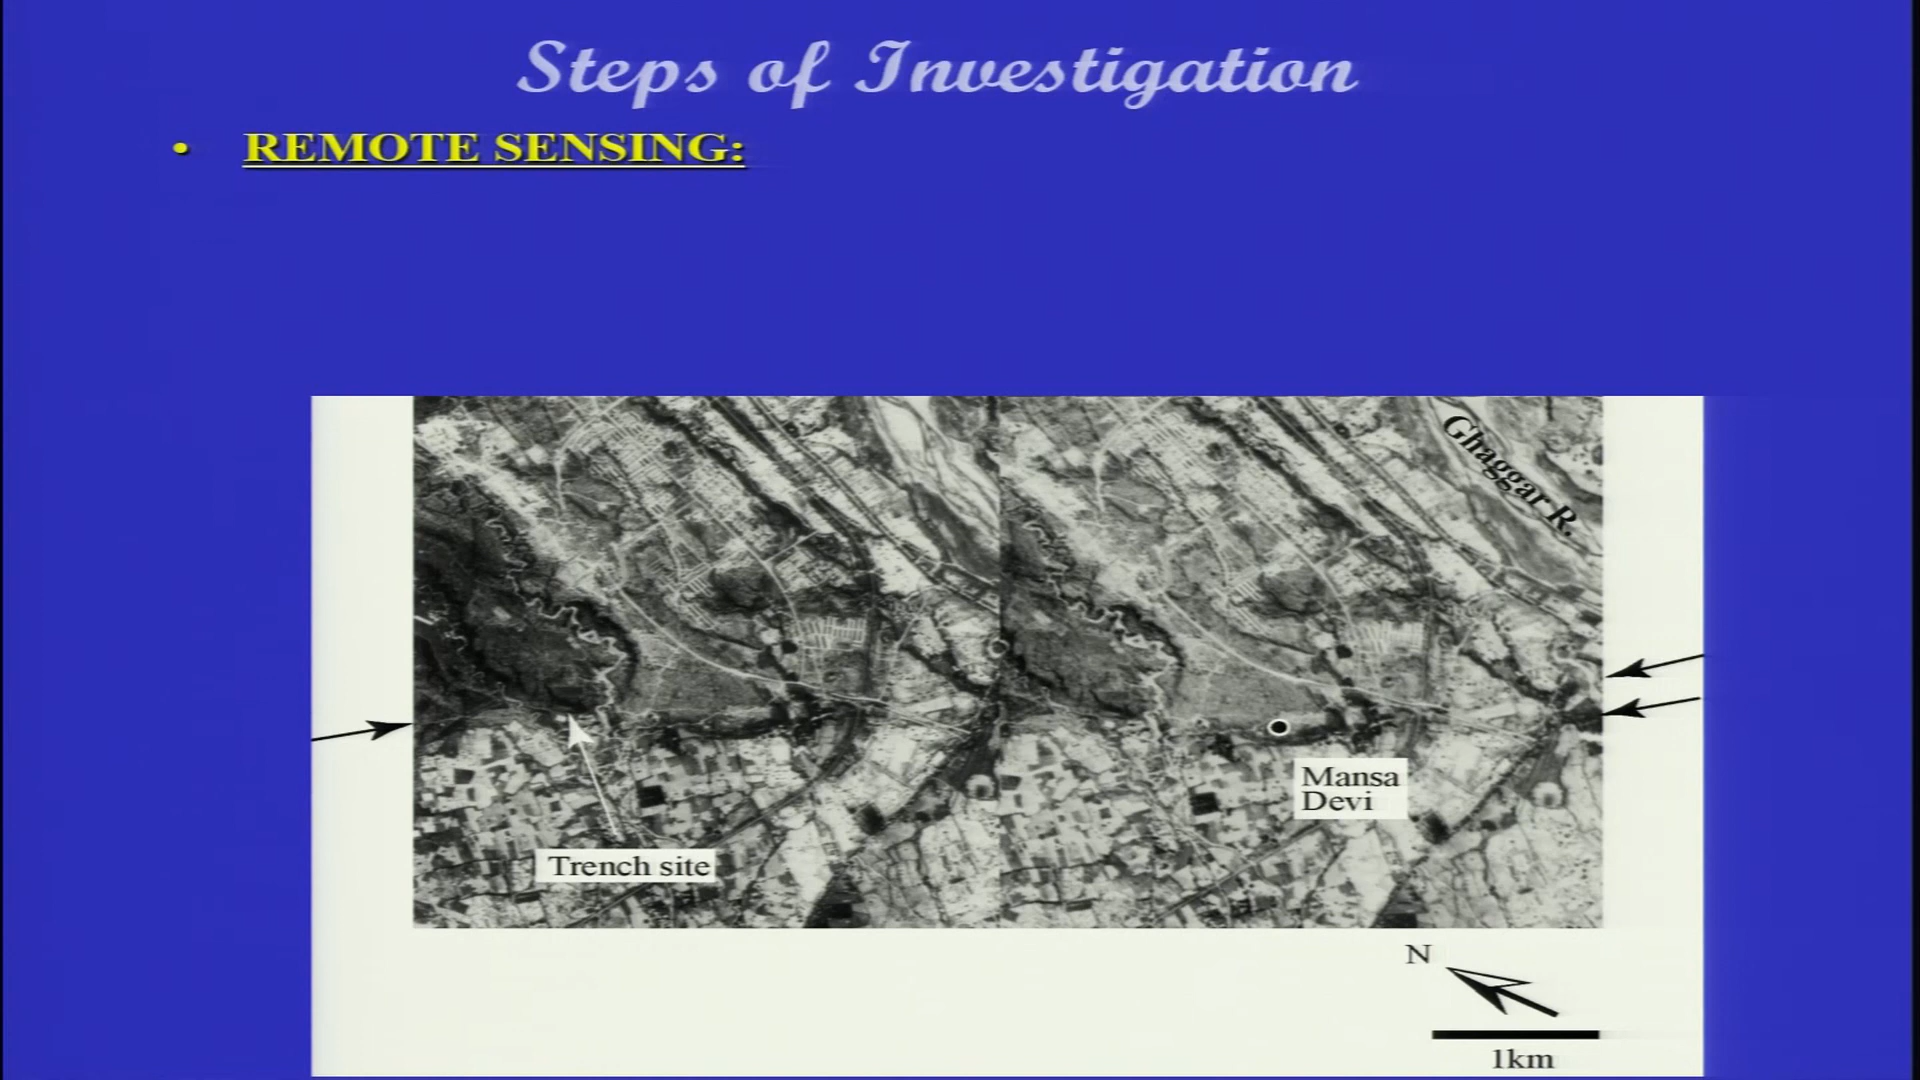 Steps of Investigation
• REMOTE SENSING:
Ghaggar R.
Mansa
Devi
Trench site
N
1km